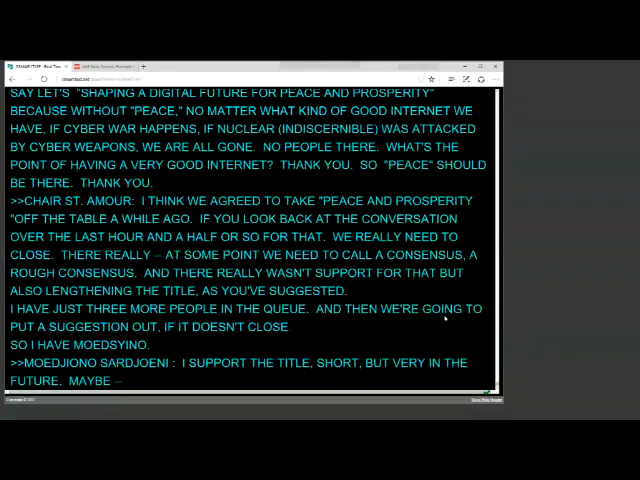 SAY LET'S "SHAPING A DIGITAL FUTURE FOR PEACE AND PROSPERITY"
BECAUSE WITHOUT "PEACE," NO MATTER WHAT KIND OF GOOD INTERNET WE
HAVE, IF CYBER WAR HAPPENS, IF NUCLEAR (INDISCERNIBLE) WAS ATTACKED
BY CYBER WEAPONS, WE ARE ALL GONE. NO PEOPLE THERE. WHAT'S THE
POINT OF HAVING A VERY GOOD INTERNET? THANK YOU. SO "PEACE" SHOULD
BE THERE. THANK YOU.
>>CHAIR ST. AMOUR: I THINK WE AGREED TO TAKE "PEACE AND PROSPERITY
"OFF THE TABLE A WHILE AGO. IF YOU LOOK BACK AT THE CONVERSATION
OVER THE LAST HOUR AND A HALF OR SO FOR THAT. WE REALLY NEED TO
CLOSE. THERE REALLY -- AT SOME POINT WE NEED TO CALL A CONSENSUS, A
ROUGH CONSENSUS. AND THERE REALLY WASN'T SUPPORT FOR THAT BUT
ALSO LENGTHENING THE TITLE, AS YOU'VE SUGGESTED.
I HAVE JUST THREE MORE PEOPLE IN THE QUEUE. AND THEN WE'RE GOING TO
PUT A SUGGESTION OUT, IF IT DOESN'T CLOSE.
SO I HAVE MOEDSYINO.
>>MOEDJIONO SARDJOENI : I SUPPORT THE TITLE, SHORT, BUT VERY IN THE
FUTURE. MAYBE --